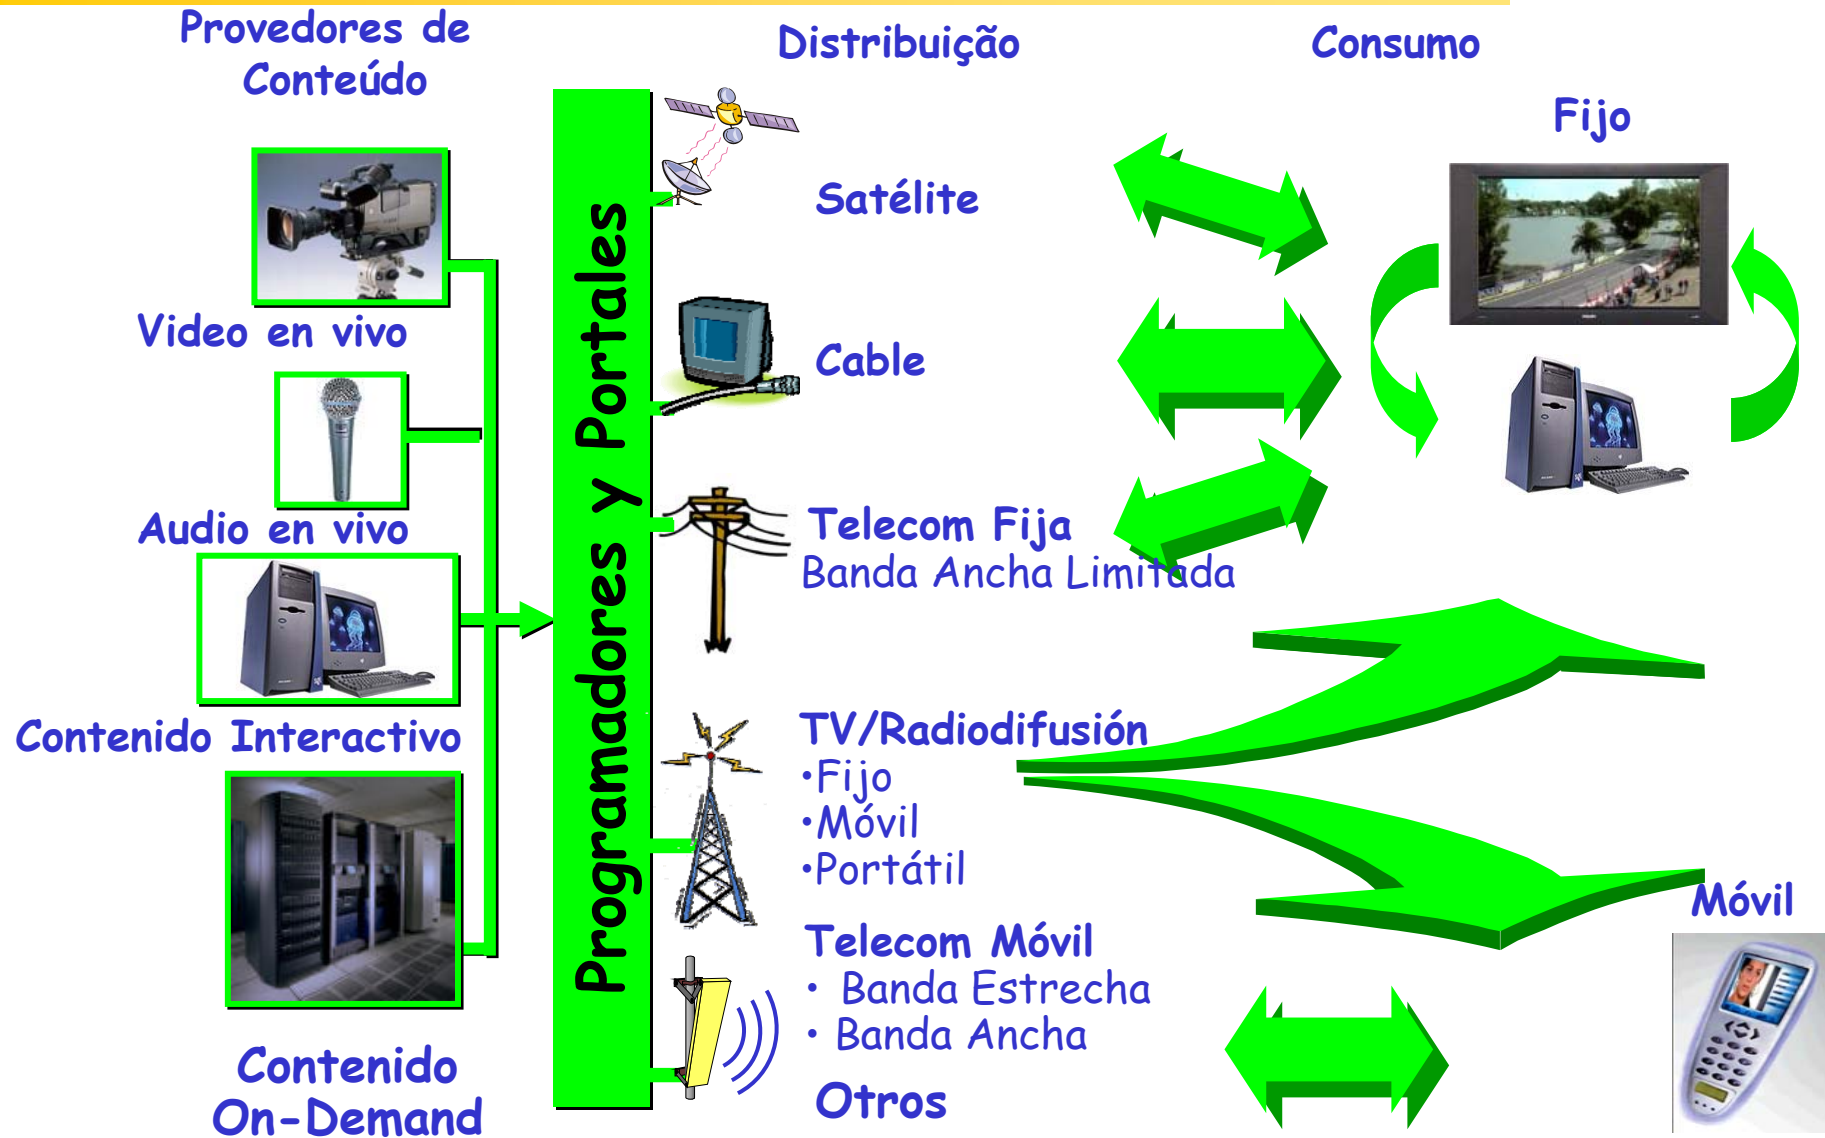 Provedores de
Conteúdo
Distribuição
Consumo
Video en vivo
Audio en vivo
Contenido Interactivo
Contenido
On-Demand
Programadores y Portales
Satélite
Cable
Telecom Fija
Banda Ancha Limitada
TV/Radiodifusión
•Fijo
•Móvil
•Portátil
Telecom Móvil
• Banda Estrecha
• Banda Ancha
Otros
Fijo
Móvil